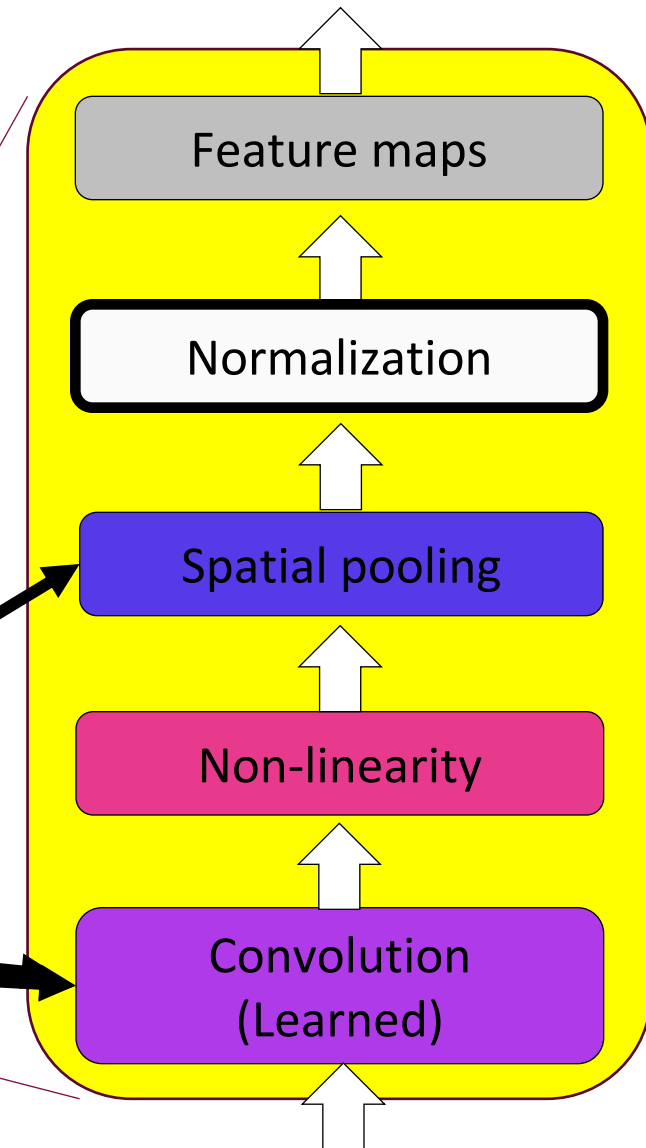 Feature maps
Normalization
Spatial pooling
Non-linearity
Convolution
(Learned)